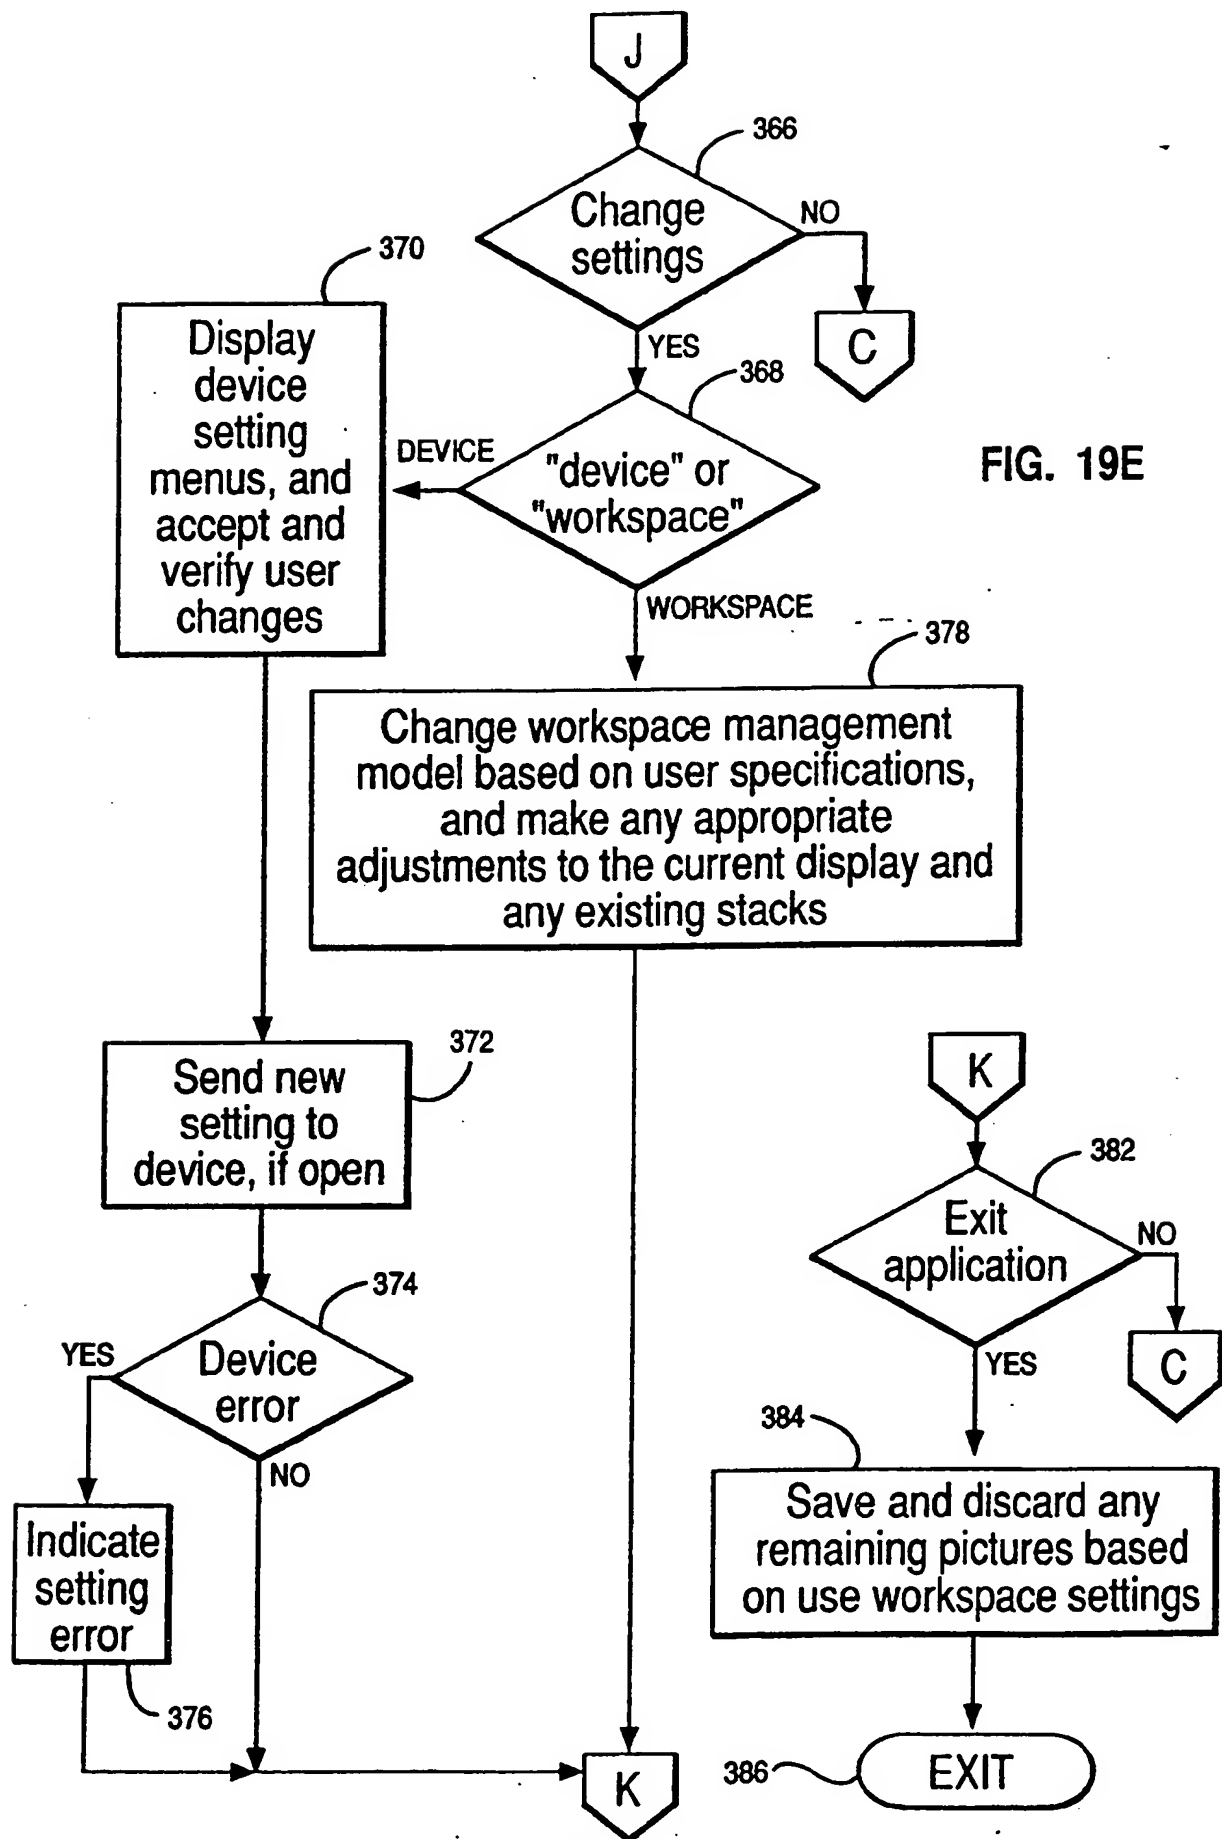 J
366
Change
settings
NO
C
YES
370
Display
device
setting
menus, and
accept and
verify user
changes
368
DEVICE
"device" or
"workspace"
FIG. 19E
WORKSPACE
378
Change workspace management
model based on user specifications,
and make any appropriate
adjustments to the current display and
any existing stacks
372
Send new
setting to
device, if open
374
YES
Device
error
NO
Indicate
setting
error
376
K
K
382
Exit
application
NO
C
YES
384
Save and discard any
remaining pictures based
on use workspace settings
386
EXIT